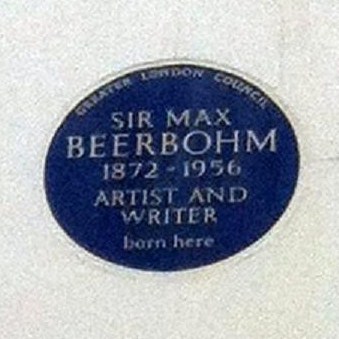 GREATER LONDON COUNCIL
SIR MAX
BEERBOHM
1872-1956
ARTIST AND
WRITER
born here